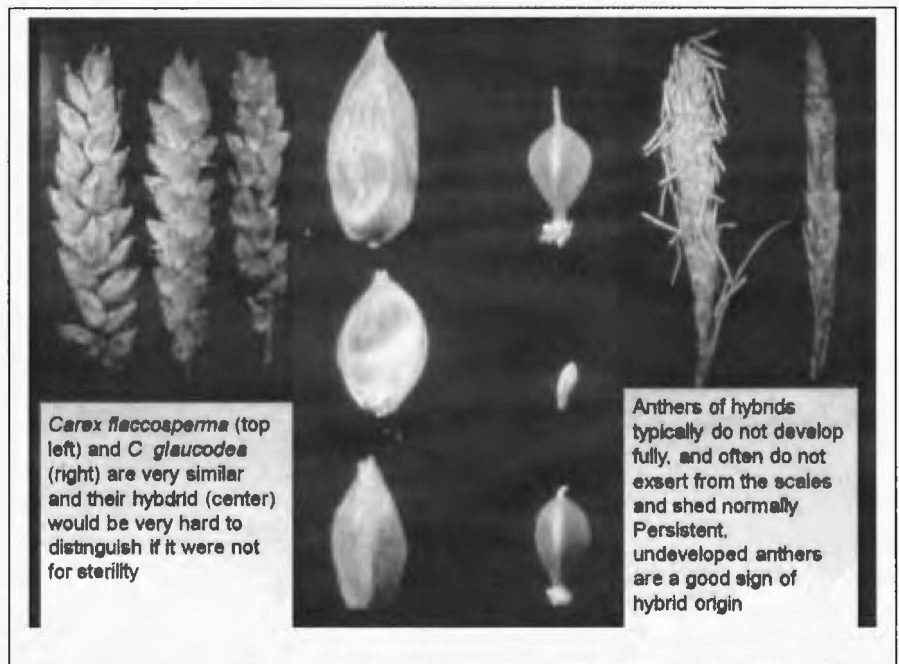 Carex flaccosperma (top
left) and C glaucodea
(right) are very similar
and their hybdrid (center)
would be very hard to
distinguish if it were not
for sterility
Anthers of hybrids
typically do not develop
fully, and often do not
exsert from the scales
and shed normally
Persistent,
undeveloped anthers
are a good sign of
hybrid origin